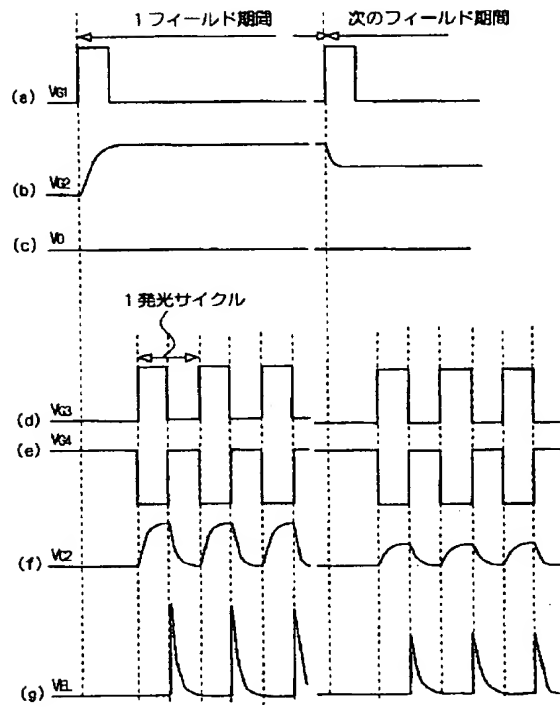 1フィールド期間 次のフィールド期間
(a) VG1
(b) VG2
(c) VD
1発光サイクル
(d) VG3
(e) VG4
(f) VC2
(g) VEL